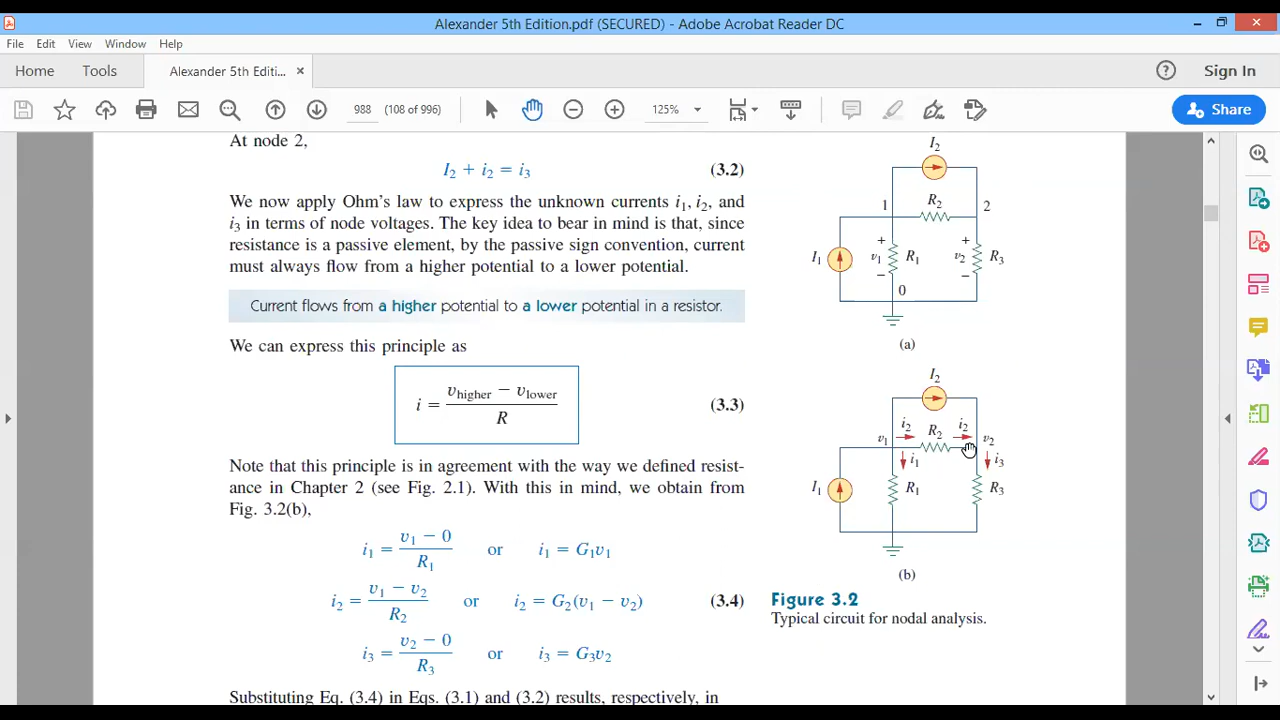 Alexander 5th Edition.pdf (SECURED) - Adobe Acrobat Reader DC
File Edit View Window Help
Home Tools Alexander 5th Editi... × ? Sign In
988 (108 of 996) 125% Share
At node 2,
I₂ + i₂ = i₃ (3.2)
We now apply Ohm's law to express the unknown currents i₁, i₂, and
i₃ in terms of node voltages. The key idea to bear in mind is that, since
resistance is a passive element, by the passive sign convention, current
must always flow from a higher potential to a lower potential.
Current flows from a higher potential to a lower potential in a resistor.
We can express this principle as
i = (v_higher − v_lower) / R (3.3)
Note that this principle is in agreement with the way we defined resist-
ance in Chapter 2 (see Fig. 2.1). With this in mind, we obtain from
Fig. 3.2(b),
i₁ = (v₁ − 0) / R₁ or i₁ = G₁v₁
i₂ = (v₁ − v₂) / R₂ or i₂ = G₂(v₁ − v₂) (3.4)
i₃ = (v₂ − 0) / R₃ or i₃ = G₃v₂
Substituting Eq. (3.4) in Eqs. (3.1) and (3.2) results, respectively, in
I₂
1 R₂ 2
+ +
I₁ v₁ R₁ v₂ R₃
− −
0
(a)
I₂
i₂ R₂ i₂
v₁ v₂
i₁ i₃
I₁ R₁ R₃
(b)
Figure 3.2
Typical circuit for nodal analysis.